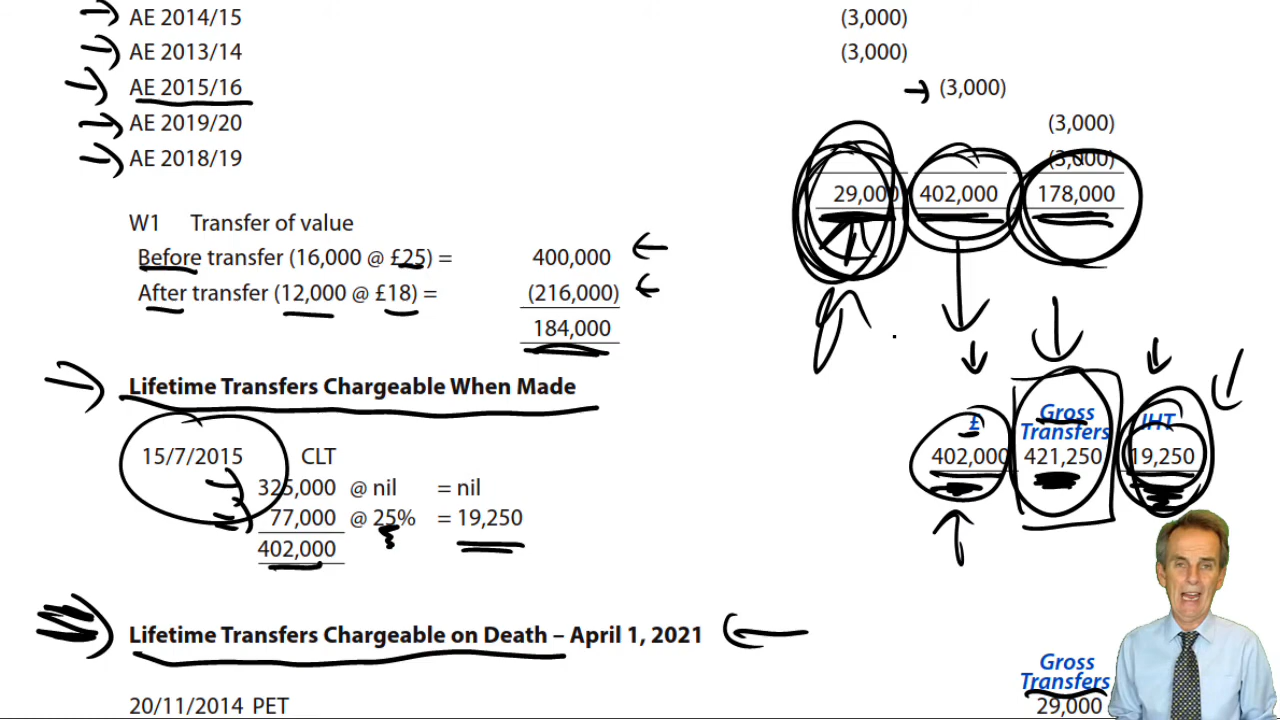 AE 2014/15 (3,000)
AE 2013/14 (3,000)
AE 2015/16 (3,000)
AE 2019/20 (3,000)
AE 2018/19 (3,000)
29,000 402,000 178,000
W1 Transfer of value
Before transfer (16,000 @ £25) = 400,000
After transfer (12,000 @ £18) = (216,000)
184,000
Lifetime Transfers Chargeable When Made
£ Gross Transfers IHT
15/7/2015 CLT 402,000 421,250 19,250
325,000 @ nil = nil
77,000 @ 25% = 19,250
402,000
Lifetime Transfers Chargeable on Death – April 1, 2021
Gross
Transfers
20/11/2014 PET 29,000